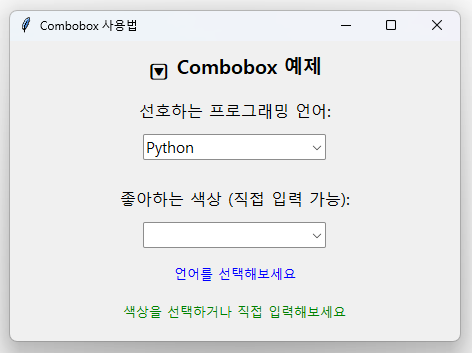 Combobox 사용법
🔽 Combobox 예제
선호하는 프로그래밍 언어:
Python
좋아하는 색상 (직접 입력 가능):
언어를 선택해보세요
색상을 선택하거나 직접 입력해보세요